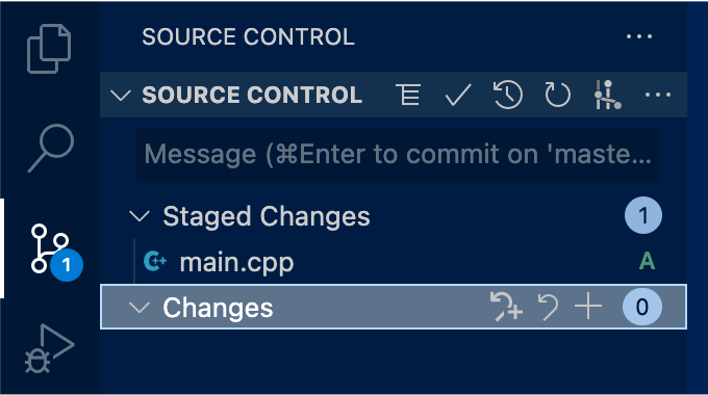 SOURCE CONTROL
SOURCE CONTROL
Message (⌘Enter to commit on 'maste...
Staged Changes 1
main.cpp A
1
Changes 0